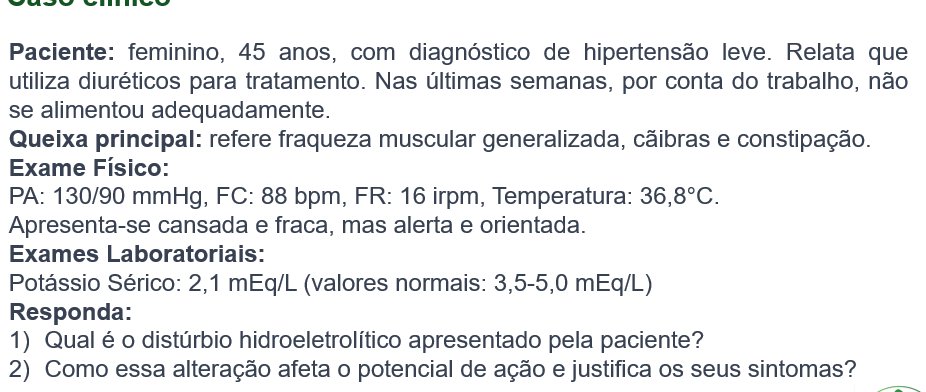 Caso clínico
Paciente: feminino, 45 anos, com diagnóstico de hipertensão leve. Relata que
utiliza diuréticos para tratamento. Nas últimas semanas, por conta do trabalho, não
se alimentou adequadamente.
Queixa principal: refere fraqueza muscular generalizada, cãibras e constipação.
Exame Físico:
PA: 130/90 mmHg, FC: 88 bpm, FR: 16 irpm, Temperatura: 36,8°C.
Apresenta-se cansada e fraca, mas alerta e orientada.
Exames Laboratoriais:
Potássio Sérico: 2,1 mEq/L (valores normais: 3,5-5,0 mEq/L)
Responda:
1) Qual é o distúrbio hidroeletrolítico apresentado pela paciente?
2) Como essa alteração afeta o potencial de ação e justifica os seus sintomas?